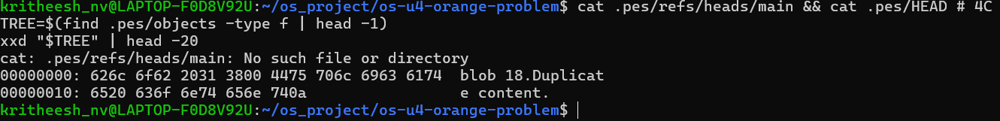 kritheesh_nv@LAPTOP-F0D8V92U:~/os_project/os-u4-orange-problem$ cat .pes/refs/heads/main && cat .pes/HEAD # 4C
TREE=$(find .pes/objects -type f | head -1)
xxd "$TREE" | head -20
cat: .pes/refs/heads/main: No such file or directory
00000000: 626c 6f62 2031 3800 4475 706c 6963 6174  blob 18.Duplicat
00000010: 6520 636f 6e74 656e 740a                 e content.
kritheesh_nv@LAPTOP-F0D8V92U:~/os_project/os-u4-orange-problem$